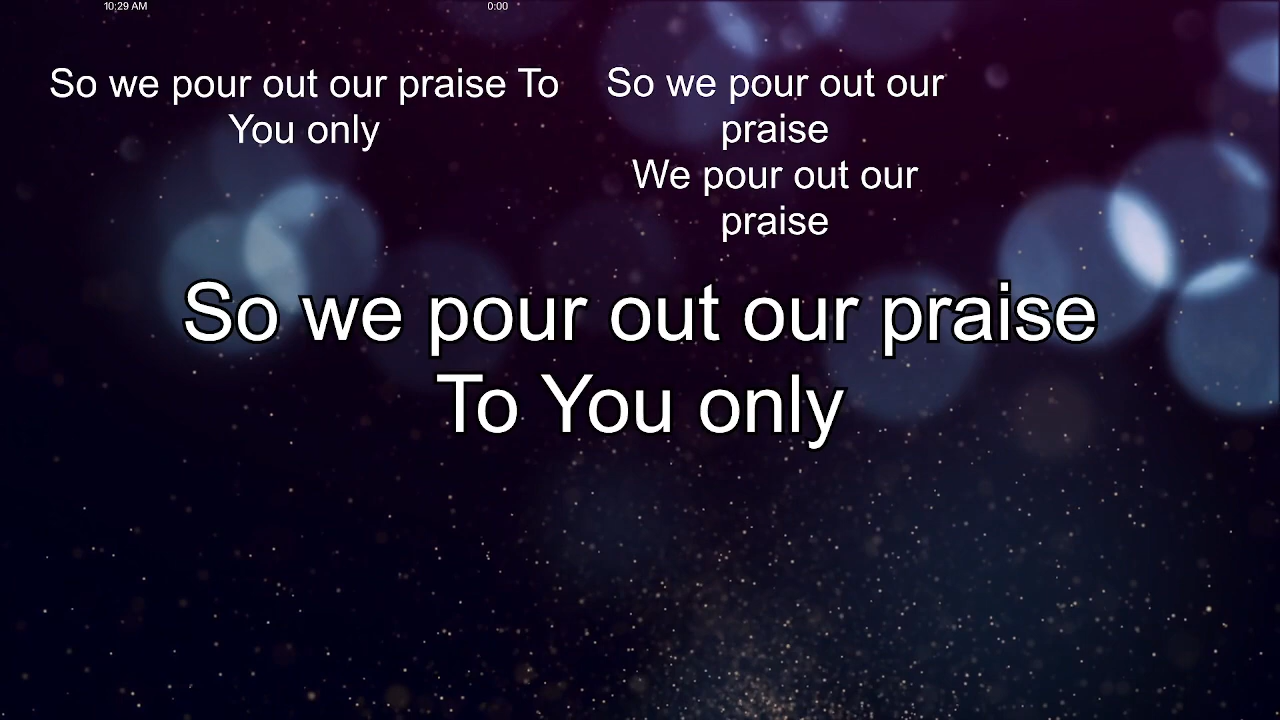 10:29 AM
0:00
So we pour out our praise To
You only
So we pour out our
praise
We pour out our
praise
So we pour out our praise
To You only